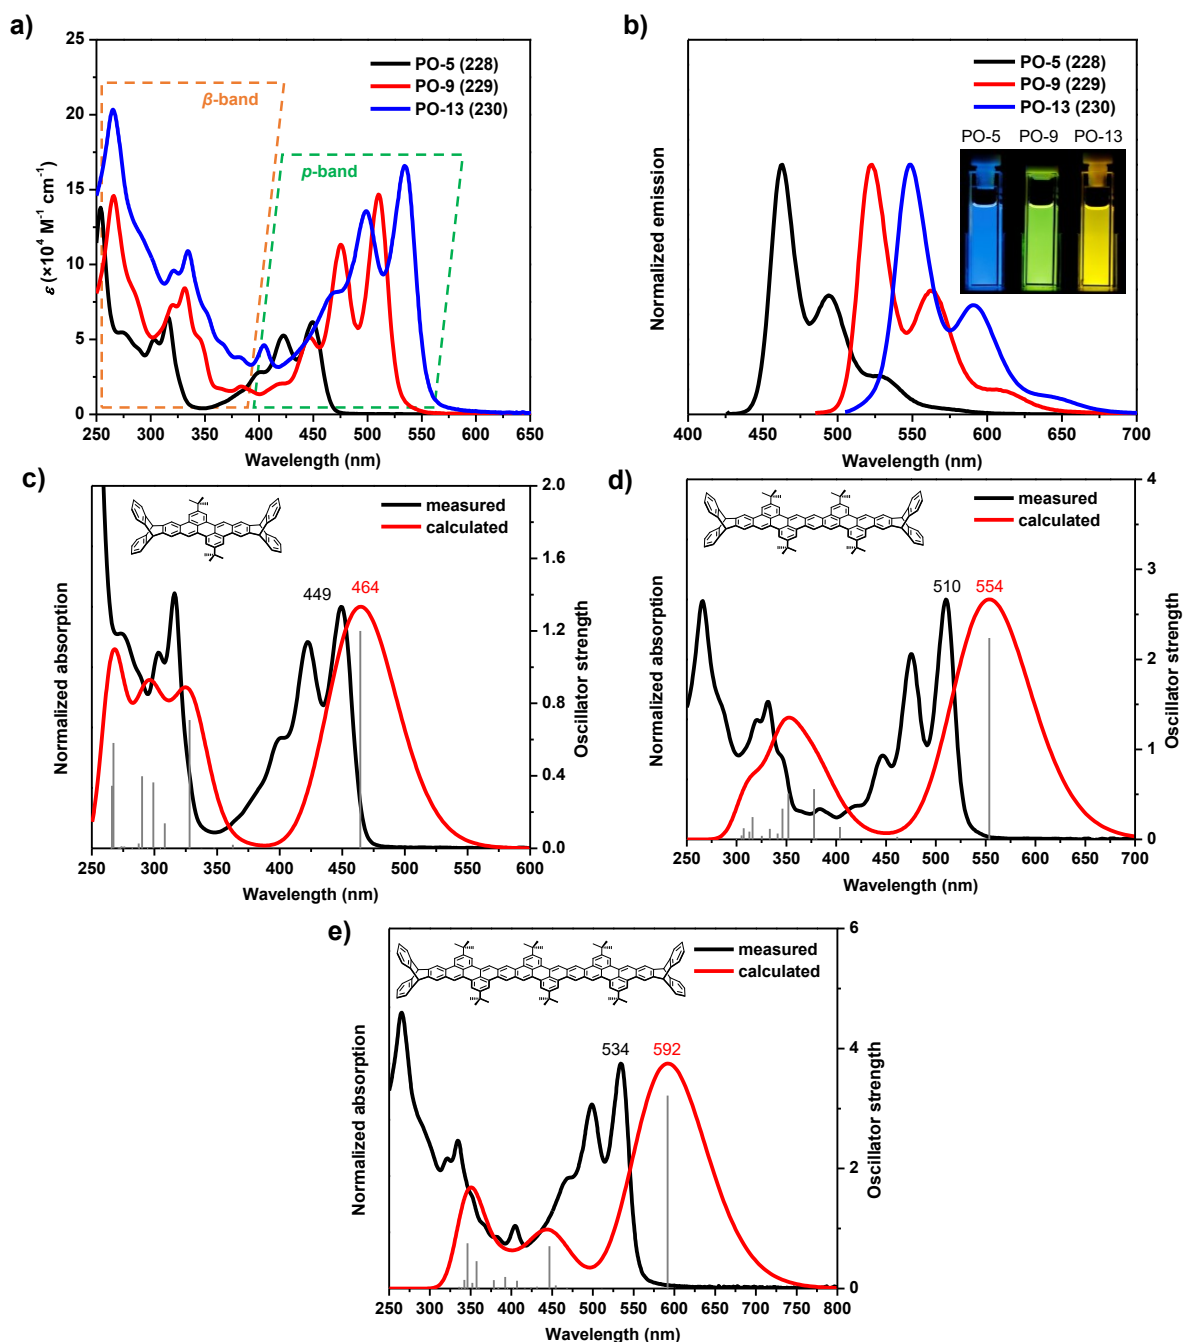 a)
25
20
15
10
5
0
ε (×10⁴ M⁻¹ cm⁻¹)
PO-5 (228)
PO-9 (229)
PO-13 (230)
β-band
p-band
250 300 350 400 450 500 550 600 650
Wavelength (nm)
b)
PO-5 (228)
PO-9 (229)
PO-13 (230)
PO-5 PO-9 PO-13
Normalized emission
400 450 500 550 600 650 700
Wavelength (nm)
c)
measured
calculated
449 464
Normalized absorption
2.0
1.6
1.2
0.8
0.4
0.0
Oscillator strength
250 300 350 400 450 500 550 600
Wavelength (nm)
d)
measured
calculated
510 554
Normalized absorption
4
3
2
1
0
Oscillator strength
250 300 350 400 450 500 550 600 650 700
Wavelength (nm)
e)
measured
calculated
534 592
Normalized absorption
6
4
2
0
Oscillator strength
250 300 350 400 450 500 550 600 650 700 750 800
Wavelength (nm)